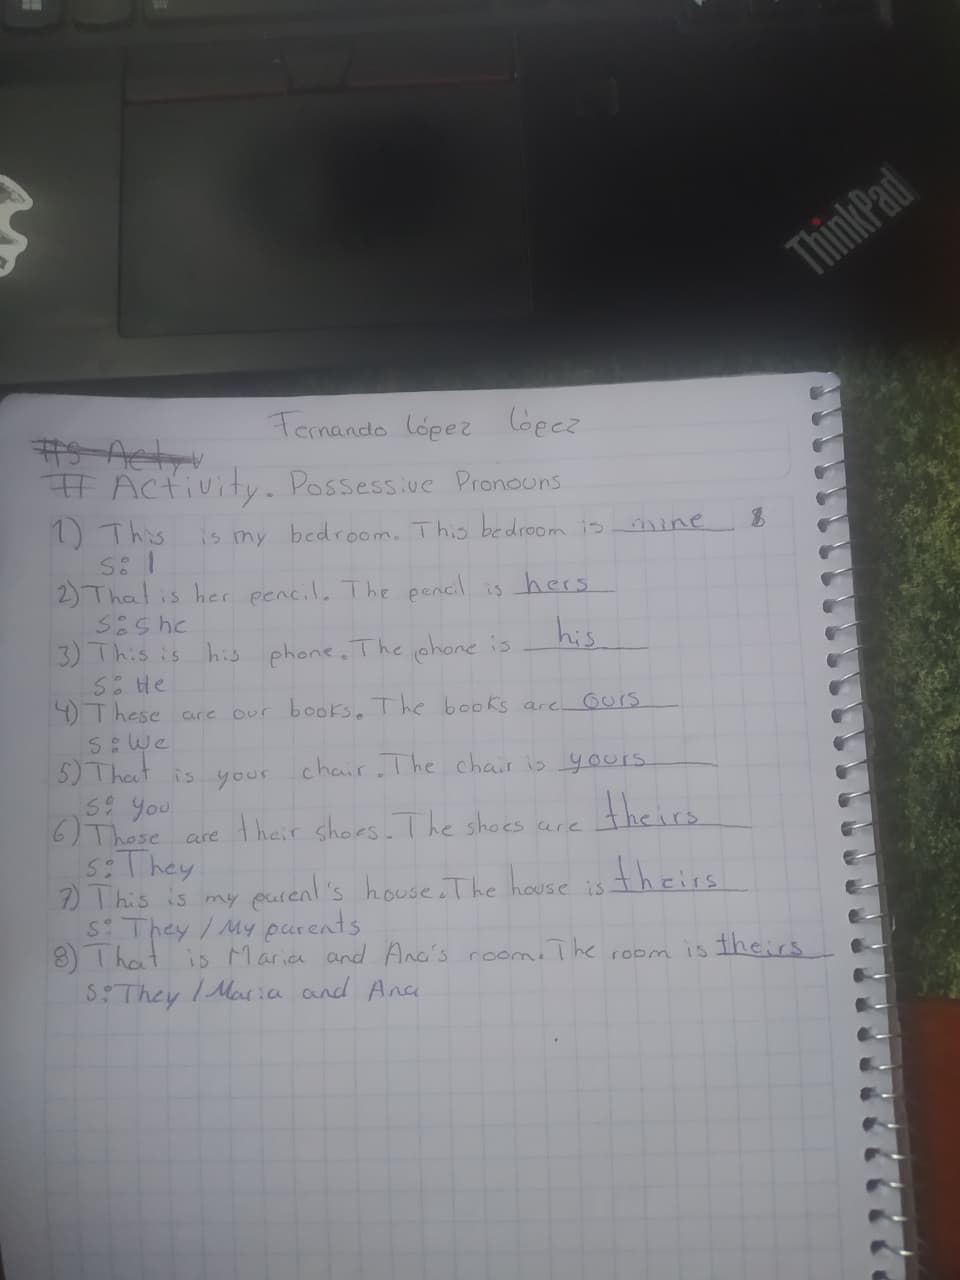 ThinkPad
Fernando López López
#5 Activ
# Activity. Possessive Pronouns
1) This is my bedroom. This bedroom is mine
S: I
2) That is her pencil. The pencil is hers
S: She
3) This is his phone. The phone is his
S: He
4) These are our books. The books are ours
S: We
5) That is your chair. The chair is yours
S: you
6) Those are their shoes. The shoes are theirs
S: They
7) This is my parent's house. The house is theirs
S: They / My parents
8) That is Maria and Ana's room. The room is theirs
S: They / Maria and Ana